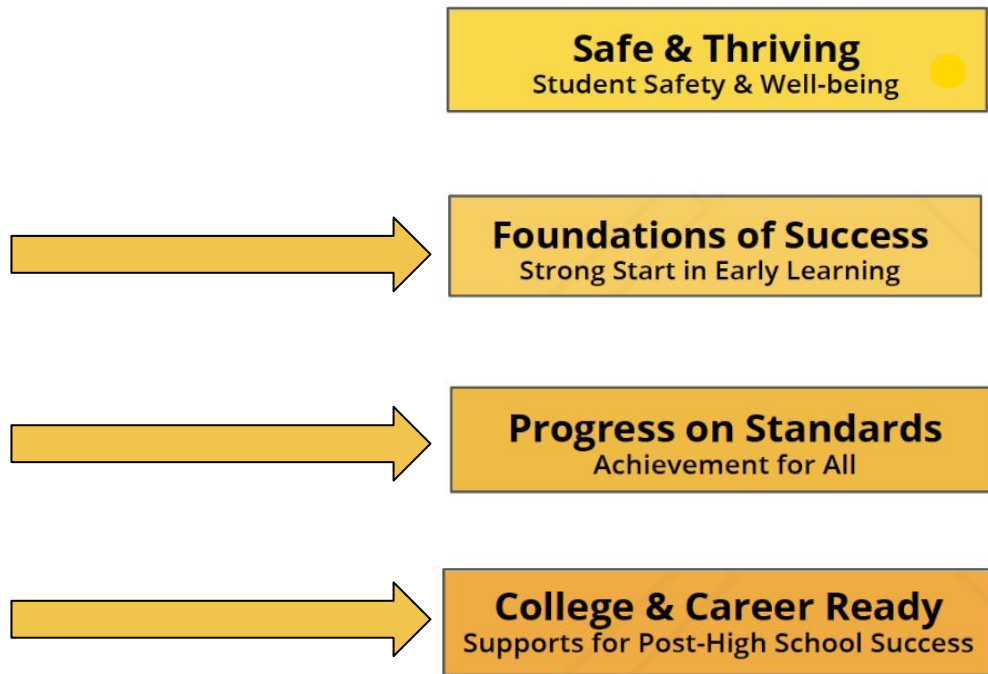 Safe & Thriving
Student Safety & Well-being
Foundations of Success
Strong Start in Early Learning
Progress on Standards
Achievement for All
College & Career Ready
Supports for Post-High School Success